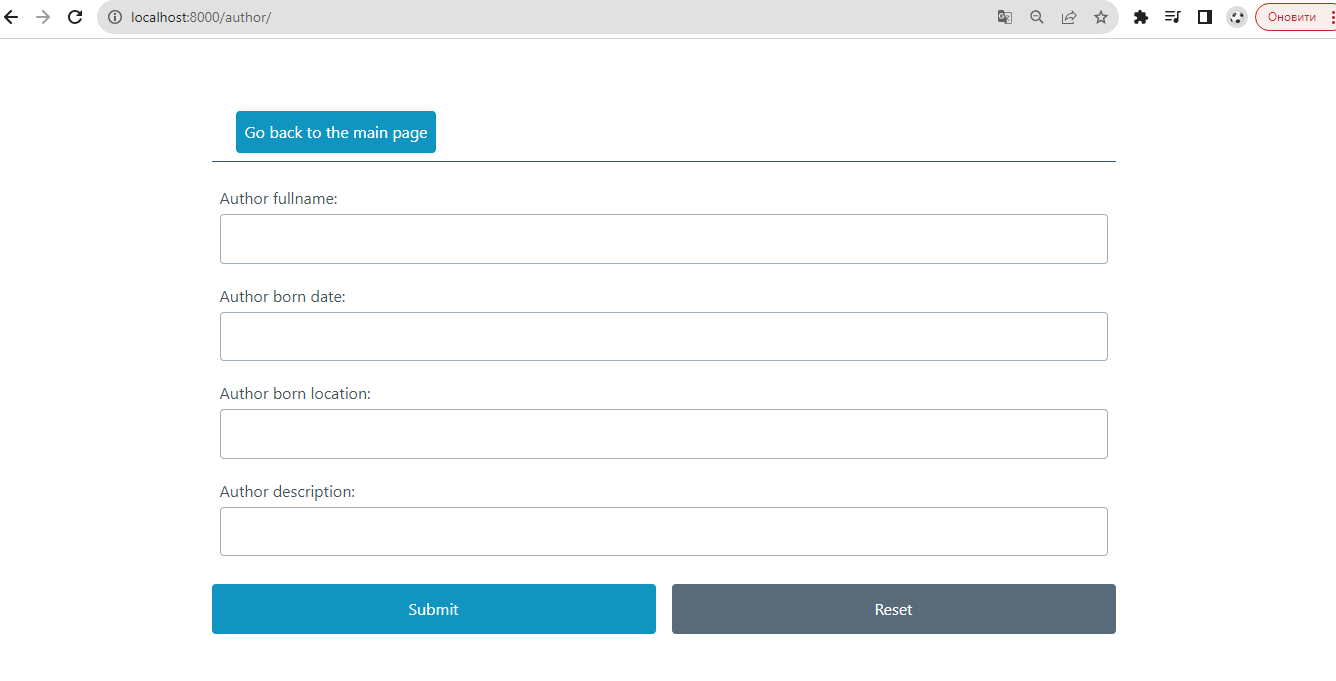 localhost:8000/author/
Оновити
Go back to the main page
Author fullname:
Author born date:
Author born location:
Author description:
Submit
Reset